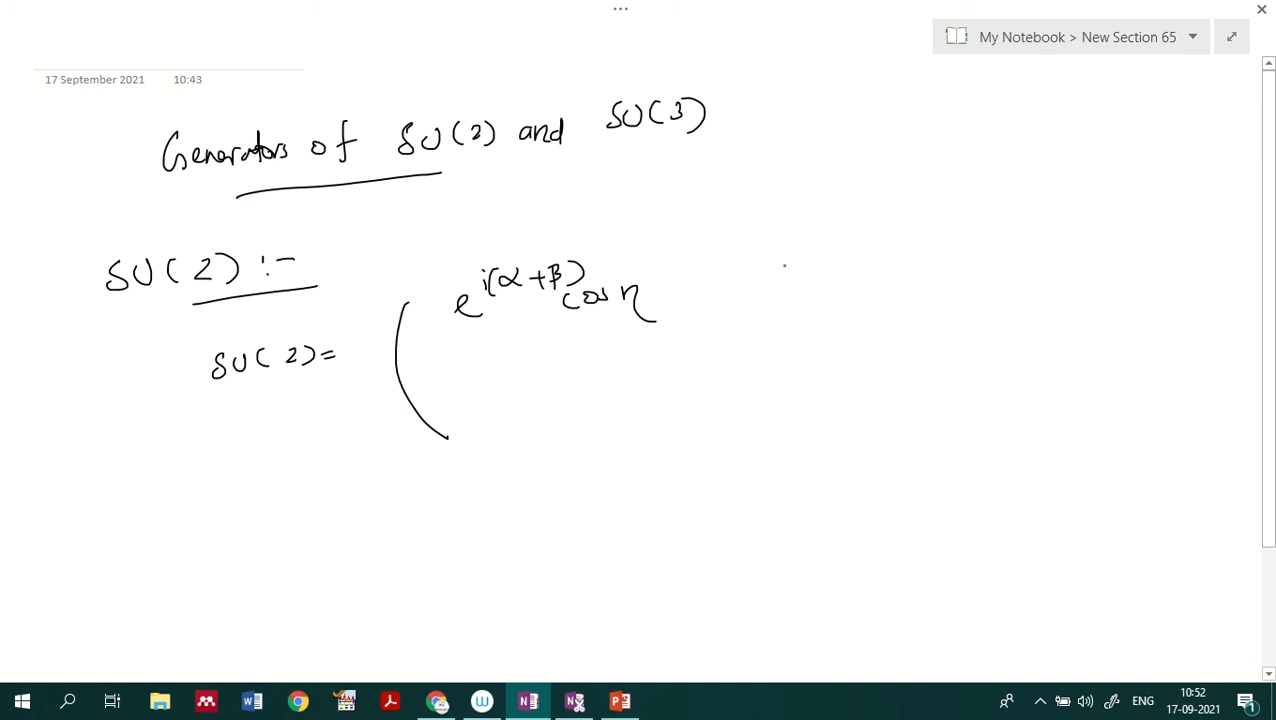 ...
My Notebook > New Section 65
17 September 2021 10:43
Generators of SU(2) and SU(3)
SU(2) :-
SU(2) = ( e^{i(α+β)} cos η
ENG
10:52
17-09-2021
1